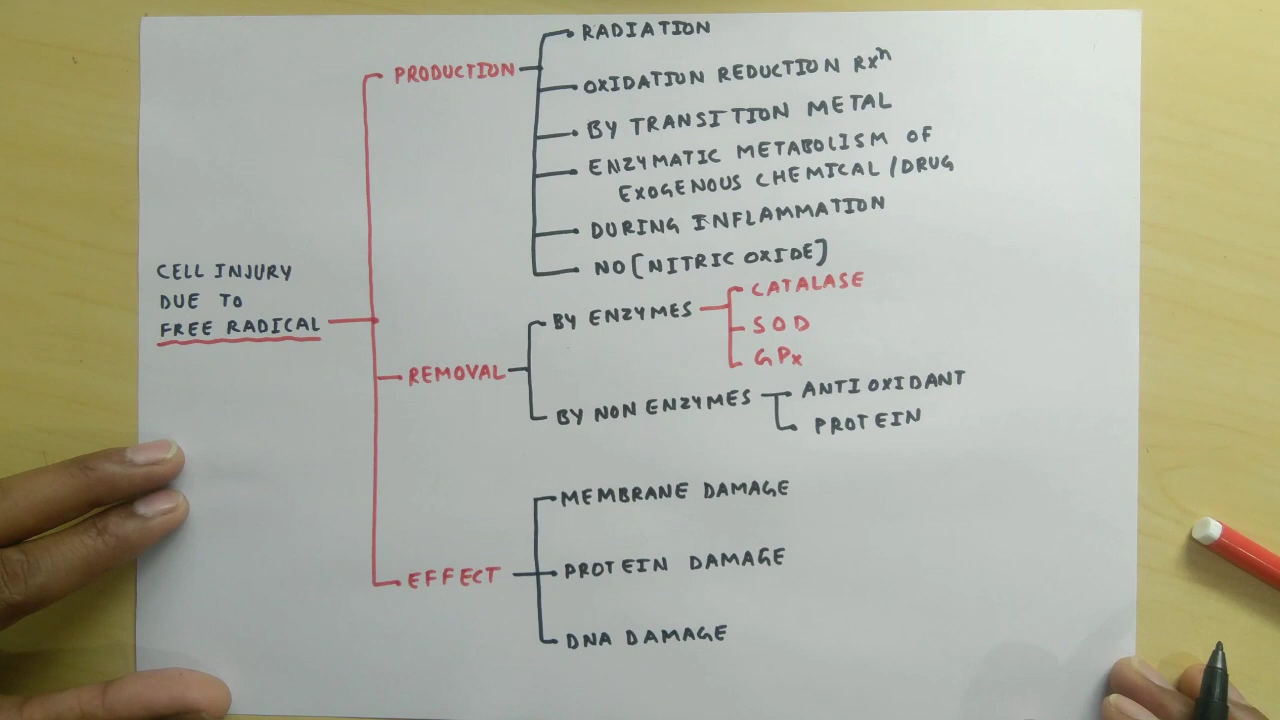 CELL INJURY
DUE TO
FREE RADICAL
PRODUCTION
RADIATION
OXIDATION REDUCTION Rxⁿ
BY TRANSITION METAL
ENZYMATIC METABOLISM OF
EXOGENOUS CHEMICAL /DRUG
DURING INFLAMMATION
NO [NITRIC OXIDE]
REMOVAL
BY ENZYMES
CATALASE
SOD
GPx
BY NON ENZYMES
ANTIOXIDANT
PROTEIN
EFFECT
MEMBRANE DAMAGE
PROTEIN DAMAGE
DNA DAMAGE